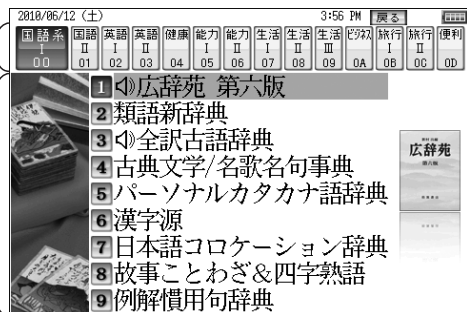 2010/06/12 (土) 3:56 PM 戻る
国語系 国語 英語 英語 健康 能力 能力 生活 生活 生活 ビジネス 旅行 旅行 便利
I II I II I II I II III I II
00 01 02 03 04 05 06 07 08 09 0A 0B 0C 0D
1 広辞苑 第六版
2 類語新辞典
3 全訳古語辞典
4 古典文学/名歌名句事典
5 パーソナルカタカナ語辞典
6 漢字源
7 日本語コロケーション辞典
8 故事ことわざ&四字熟語
9 例解慣用句辞典
広辞苑
第六版